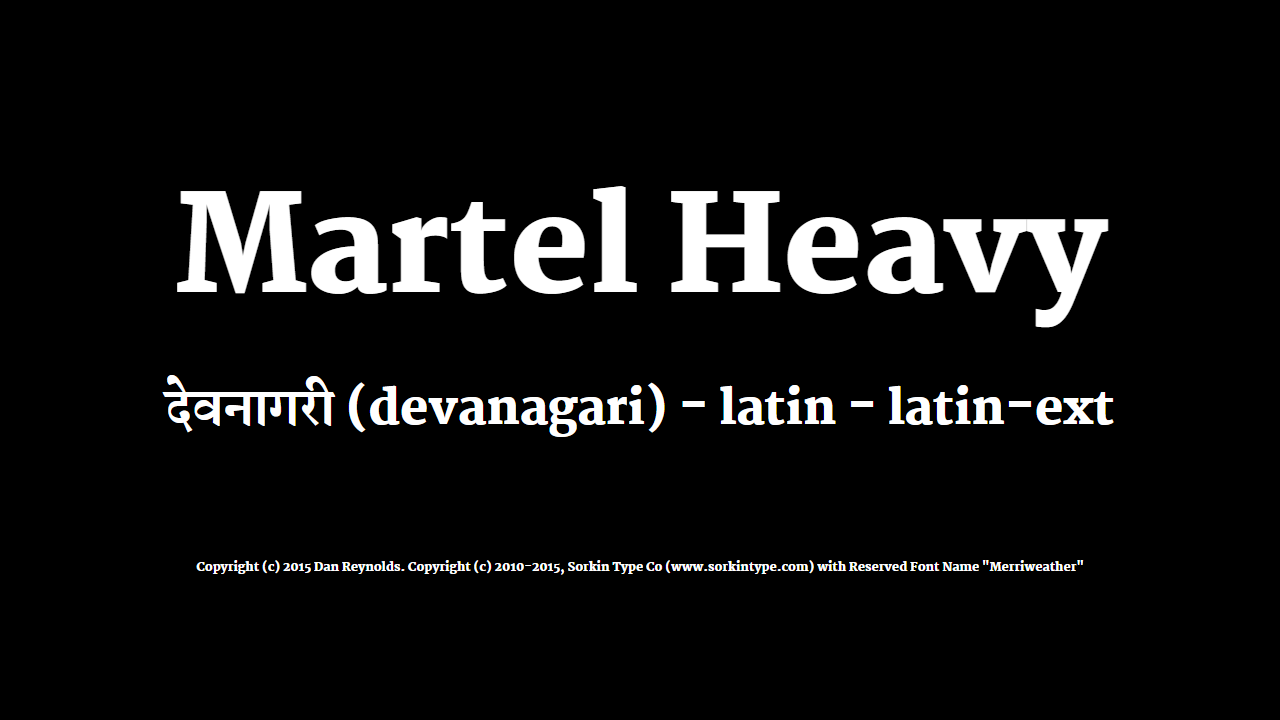 Martel Heavy
देवनागरी (devanagari) - latin - latin-ext
Copyright (c) 2015 Dan Reynolds. Copyright (c) 2010-2015, Sorkin Type Co (www.sorkintype.com) with Reserved Font Name "Merriweather"